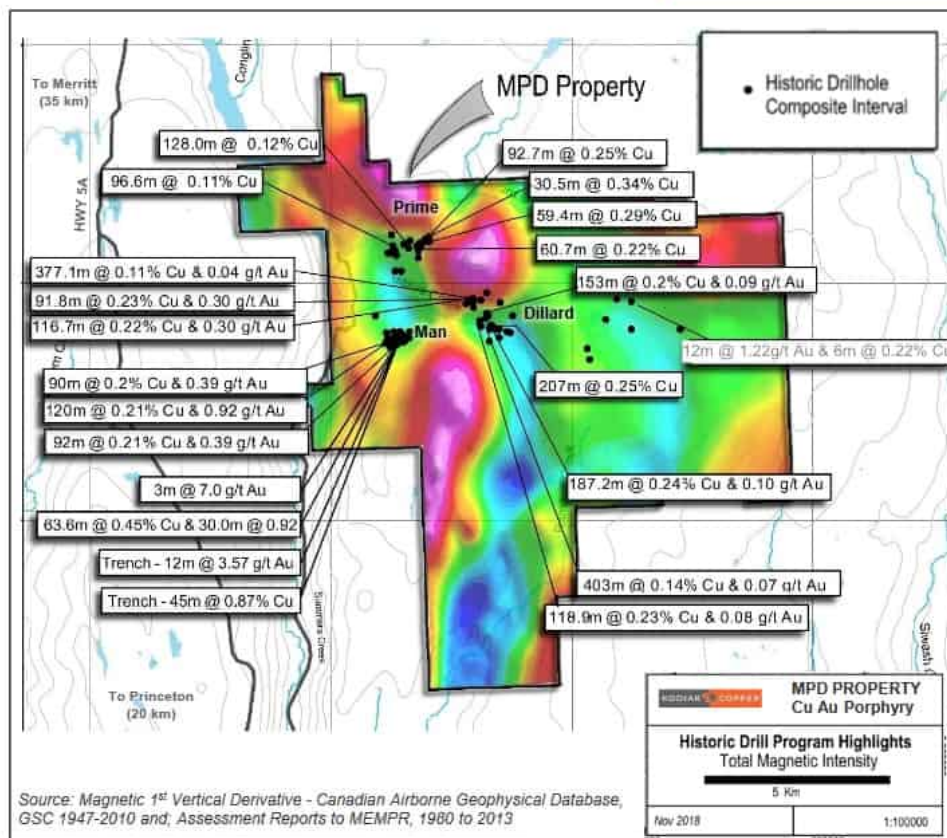 Historic Drillhole
Composite Interval
To Merritt
(35 km)
Conglin
MPD Property
HWY 5A
128.0m @ 0.12% Cu
92.7m @ 0.25% Cu
96.6m @ 0.11% Cu
30.5m @ 0.34% Cu
Prime
59.4m @ 0.29% Cu
60.7m @ 0.22% Cu
377.1m @ 0.11% Cu & 0.04 g/t Au
153m @ 0.2% Cu & 0.09 g/t Au
91.8m @ 0.23% Cu & 0.30 g/t Au
Dillard
116.7m @ 0.22% Cu & 0.30 g/t Au
Man
12m @ 1.22g/t Au & 6m @ 0.22% Cu
90m @ 0.2% Cu & 0.39 g/t Au
207m @ 0.25% Cu
120m @ 0.21% Cu & 0.92 g/t Au
92m @ 0.21% Cu & 0.39 g/t Au
3m @ 7.0 g/t Au
187.2m @ 0.24% Cu & 0.10 g/t Au
63.6m @ 0.45% Cu & 30.0m @ 0.92
Trench - 12m @ 3.57 g/t Au
403m @ 0.14% Cu & 0.07 g/t Au
Trench - 45m @ 0.87% Cu
118.9m @ 0.23% Cu & 0.08 g/t Au
Summers Creek
Siwash
To Princeton
(20 km)
KODIAK COPPER
MPD PROPERTY
Cu Au Porphyry
Historic Drill Program Highlights
Total Magnetic Intensity
5 Km
Nov 2018
1:100000
Source: Magnetic 1st Vertical Derivative - Canadian Airborne Geophysical Database,
GSC 1947-2010 and; Assessment Reports to MEMPR, 1980 to 2013